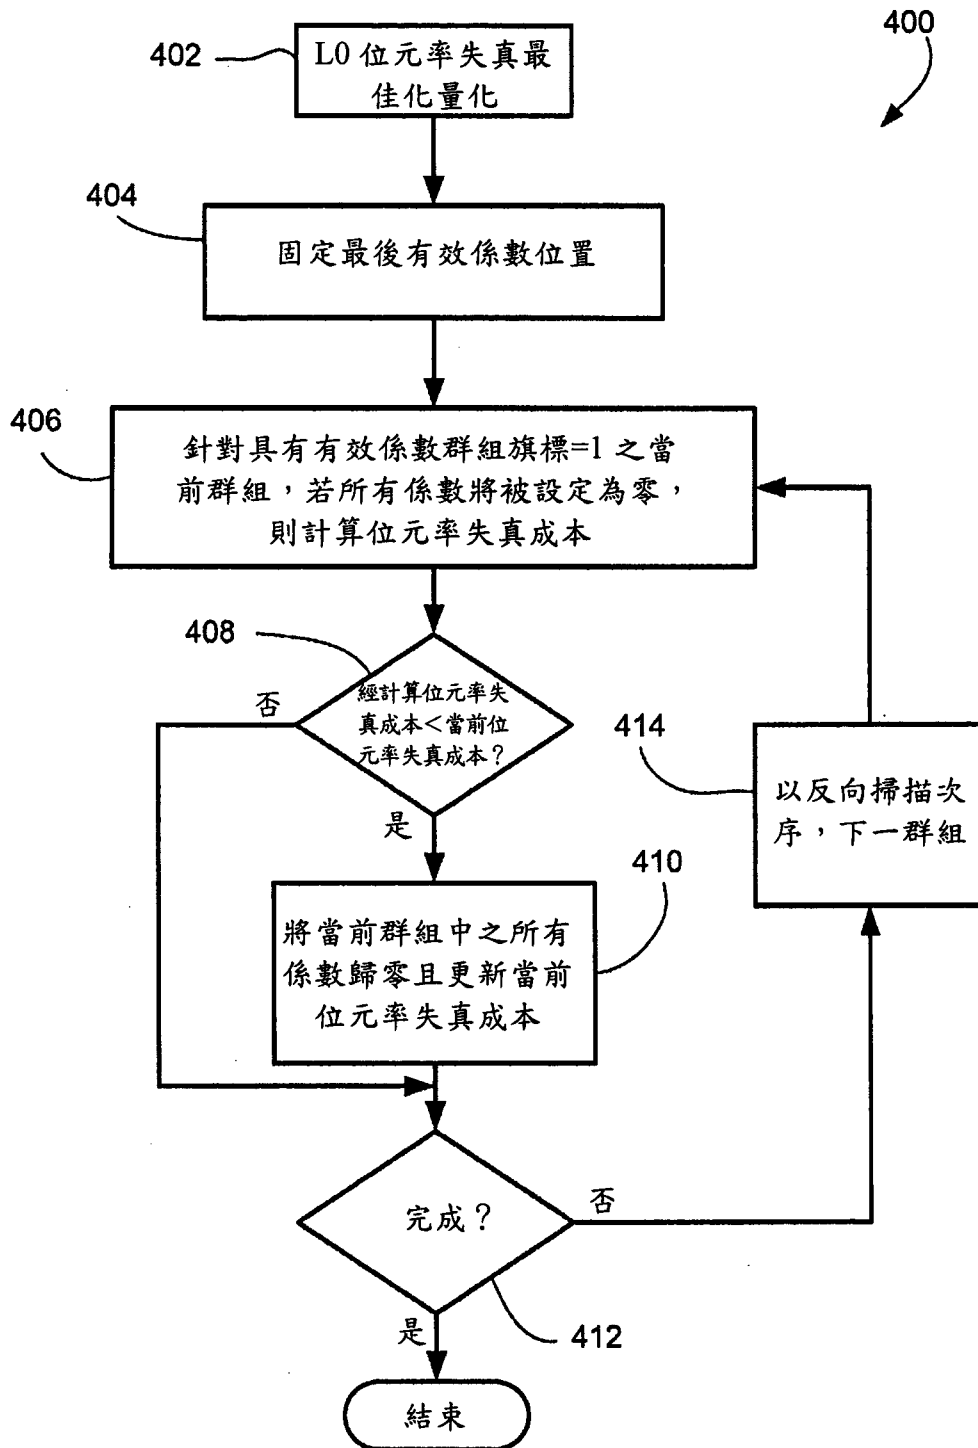 400
402
L0 位元率失真最
佳化量化
404
固定最後有效係數位置
406
針對具有有效係數群組旗標=1 之當
前群組，若所有係數將被設定為零，
則計算位元率失真成本
408
否
經計算位元率失
真成本<當前位
元率失真成本？
是
414
以反向掃描次
序，下一群組
410
將當前群組中之所有
係數歸零且更新當前
位元率失真成本
完成？
否
是
412
結束